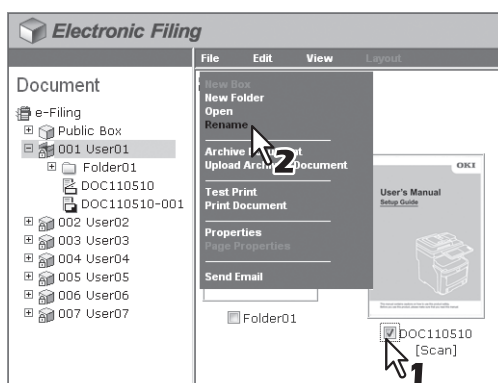 Electronic Filing
File Edit View Layout
Document
e-Filing
Public Box
001 User01
Folder01
DOC110510
DOC110510-001
002 User02
003 User03
004 User04
005 User05
006 User06
007 User07
New Box
New Folder
Open
Rename
Archive
Upload Document
Test Print
Print Document
Properties
Page Properties
Send Email
2
OKI
User's Manual
Setup Guide
Folder01
DOC110510
[Scan]
1